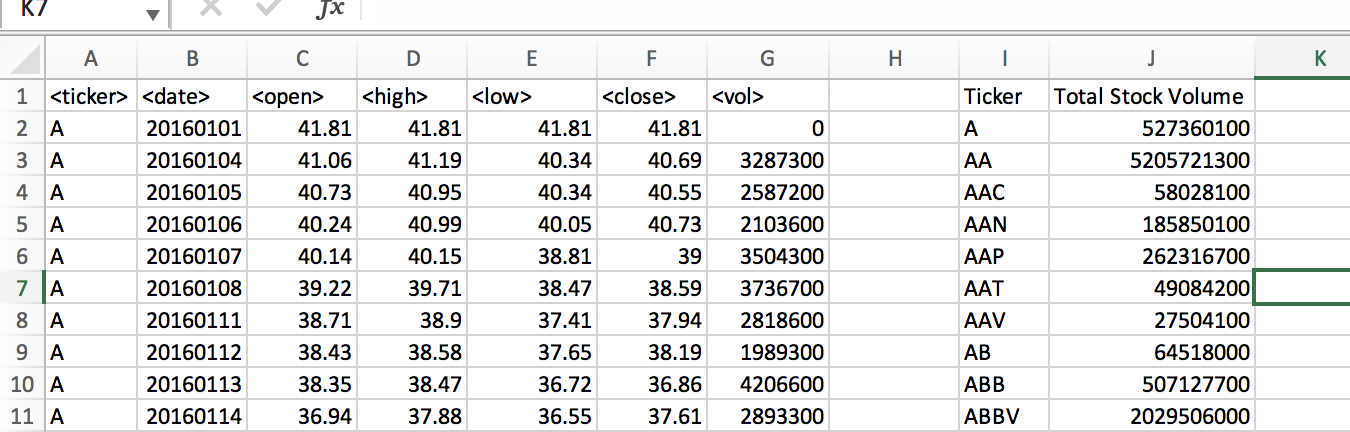 K7 fx
A B C D E F G H I J K
1 <ticker> <date> <open> <high> <low> <close> <vol> Ticker Total Stock Volume
2 A 20160101 41.81 41.81 41.81 41.81 0 A 527360100
3 A 20160104 41.06 41.19 40.34 40.69 3287300 AA 5205721300
4 A 20160105 40.73 40.95 40.34 40.55 2587200 AAC 58028100
5 A 20160106 40.24 40.99 40.05 40.73 2103600 AAN 185850100
6 A 20160107 40.14 40.15 38.81 39 3504300 AAP 262316700
7 A 20160108 39.22 39.71 38.47 38.59 3736700 AAT 49084200
8 A 20160111 38.71 38.9 37.41 37.94 2818600 AAV 27504100
9 A 20160112 38.43 38.58 37.65 38.19 1989300 AB 64518000
10 A 20160113 38.35 38.47 36.72 36.86 4206600 ABB 507127700
11 A 20160114 36.94 37.88 36.55 37.61 2893300 ABBV 2029506000